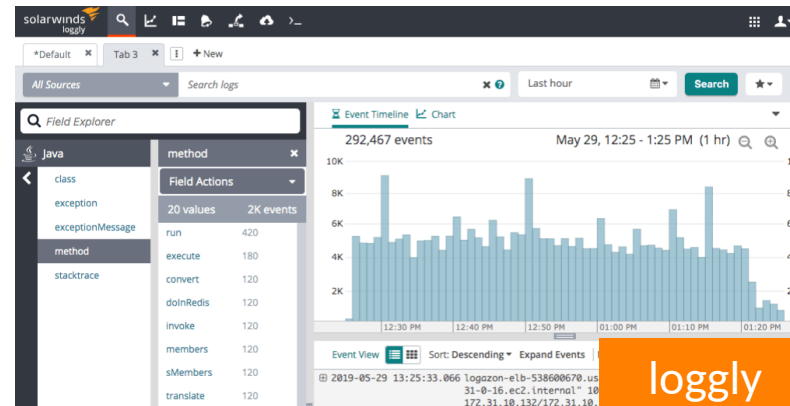 solarwinds
loggly
*Default
Tab 3
+ New
All Sources
Search logs
Last hour
Search
Field Explorer
Java
class
exception
exceptionMessage
method
stacktrace
method
Field Actions
20 values 2K events
run 420
execute 180
convert 120
doInRedis 120
invoke 120
members 120
sMembers 120
translate 120
Event Timeline Chart
292,467 events May 29, 12:25 - 1:25 PM (1 hr)
10K
8K
6K
4K
2K
12:30 PM 12:40 PM 12:50 PM 01:00 PM 01:10 PM 01:20 PM
Event View Sort: Descending Expand Events
2019-05-29 13:25:33.066 logazon-elb-538600670.us
31-0-16.ec2.internal" 10
172.31.10.132/172.31.10.
loggly